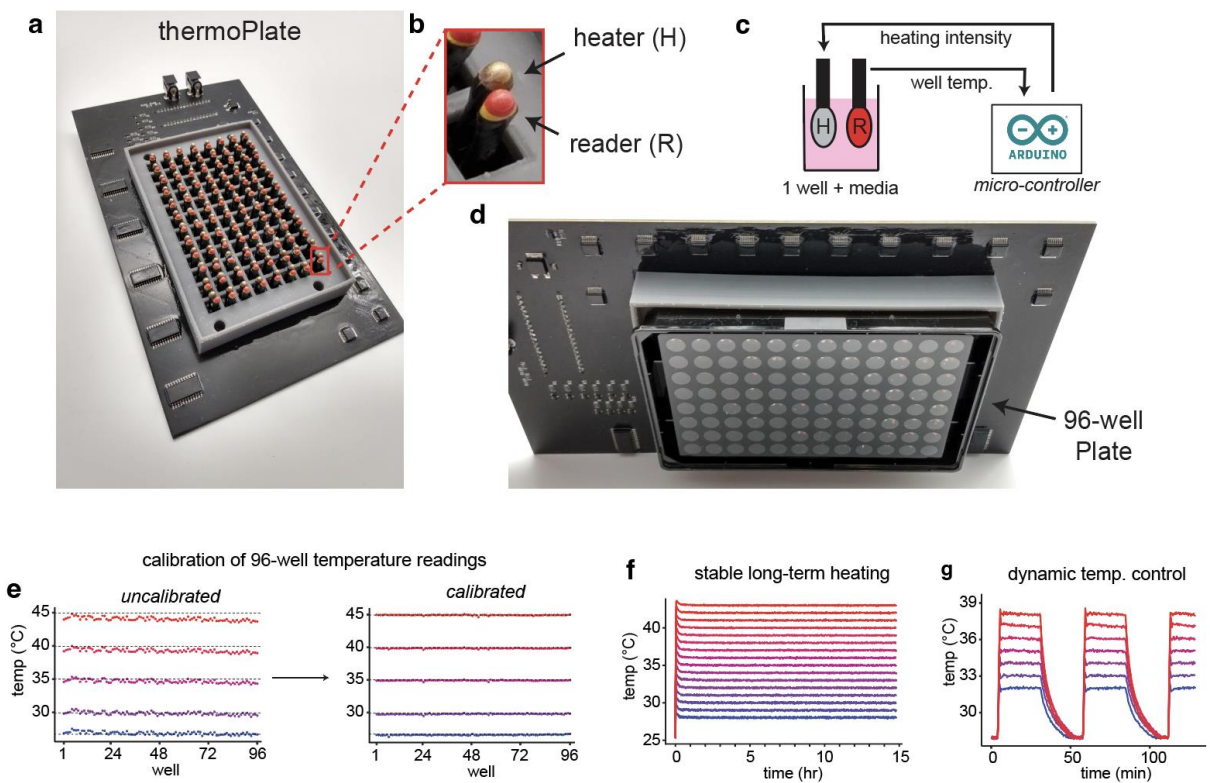 a
thermoPlate
b
heater (H)
reader (R)
c
heating intensity
well temp.
H
R
ARDUINO
1 well + media
micro-controller
d
96-well
Plate
calibration of 96-well temperature readings
e
uncalibrated
temp (°C)
45
40
35
30
1
24
48
72
96
well
calibrated
45
40
35
30
1
24
48
72
96
well
f
stable long-term heating
temp (°C)
40
35
30
25
0
5
10
15
time (hr)
g
dynamic temp. control
temp (°C)
39
36
33
30
0
50
100
time (min)